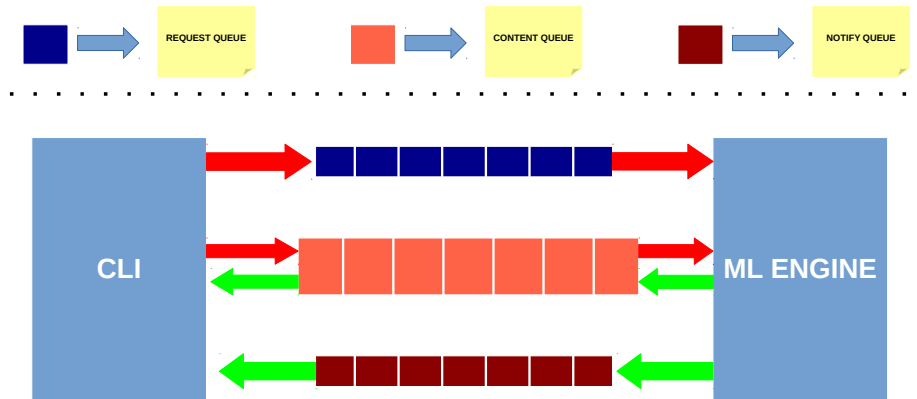 REQUEST QUEUE
CONTENT QUEUE
NOTIFY QUEUE
CLI
ML ENGINE